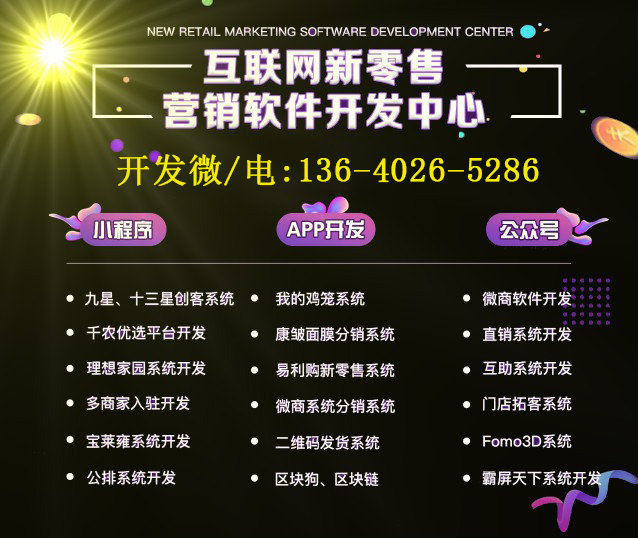 NEW RETAIL MARKETING SOFTWARE DEVELOPMENT CENTER
互联网新零售
营销软件开发中心
开发微/电:136-4026-5286
小程序
APP开发
公众号
九星、十三星创客系统
我的鸡笼系统
微商软件开发
千农优选平台开发
康皙面膜分销系统
直销系统开发
理想家园系统开发
易利购新零售系统
互助系统开发
多商家入驻开发
微商系统分销系统
门店拓客系统
宝莱雍系统开发
二维码发货系统
Fomo3D系统
公排系统开发
区块狗、区块链
霸屏天下系统开发